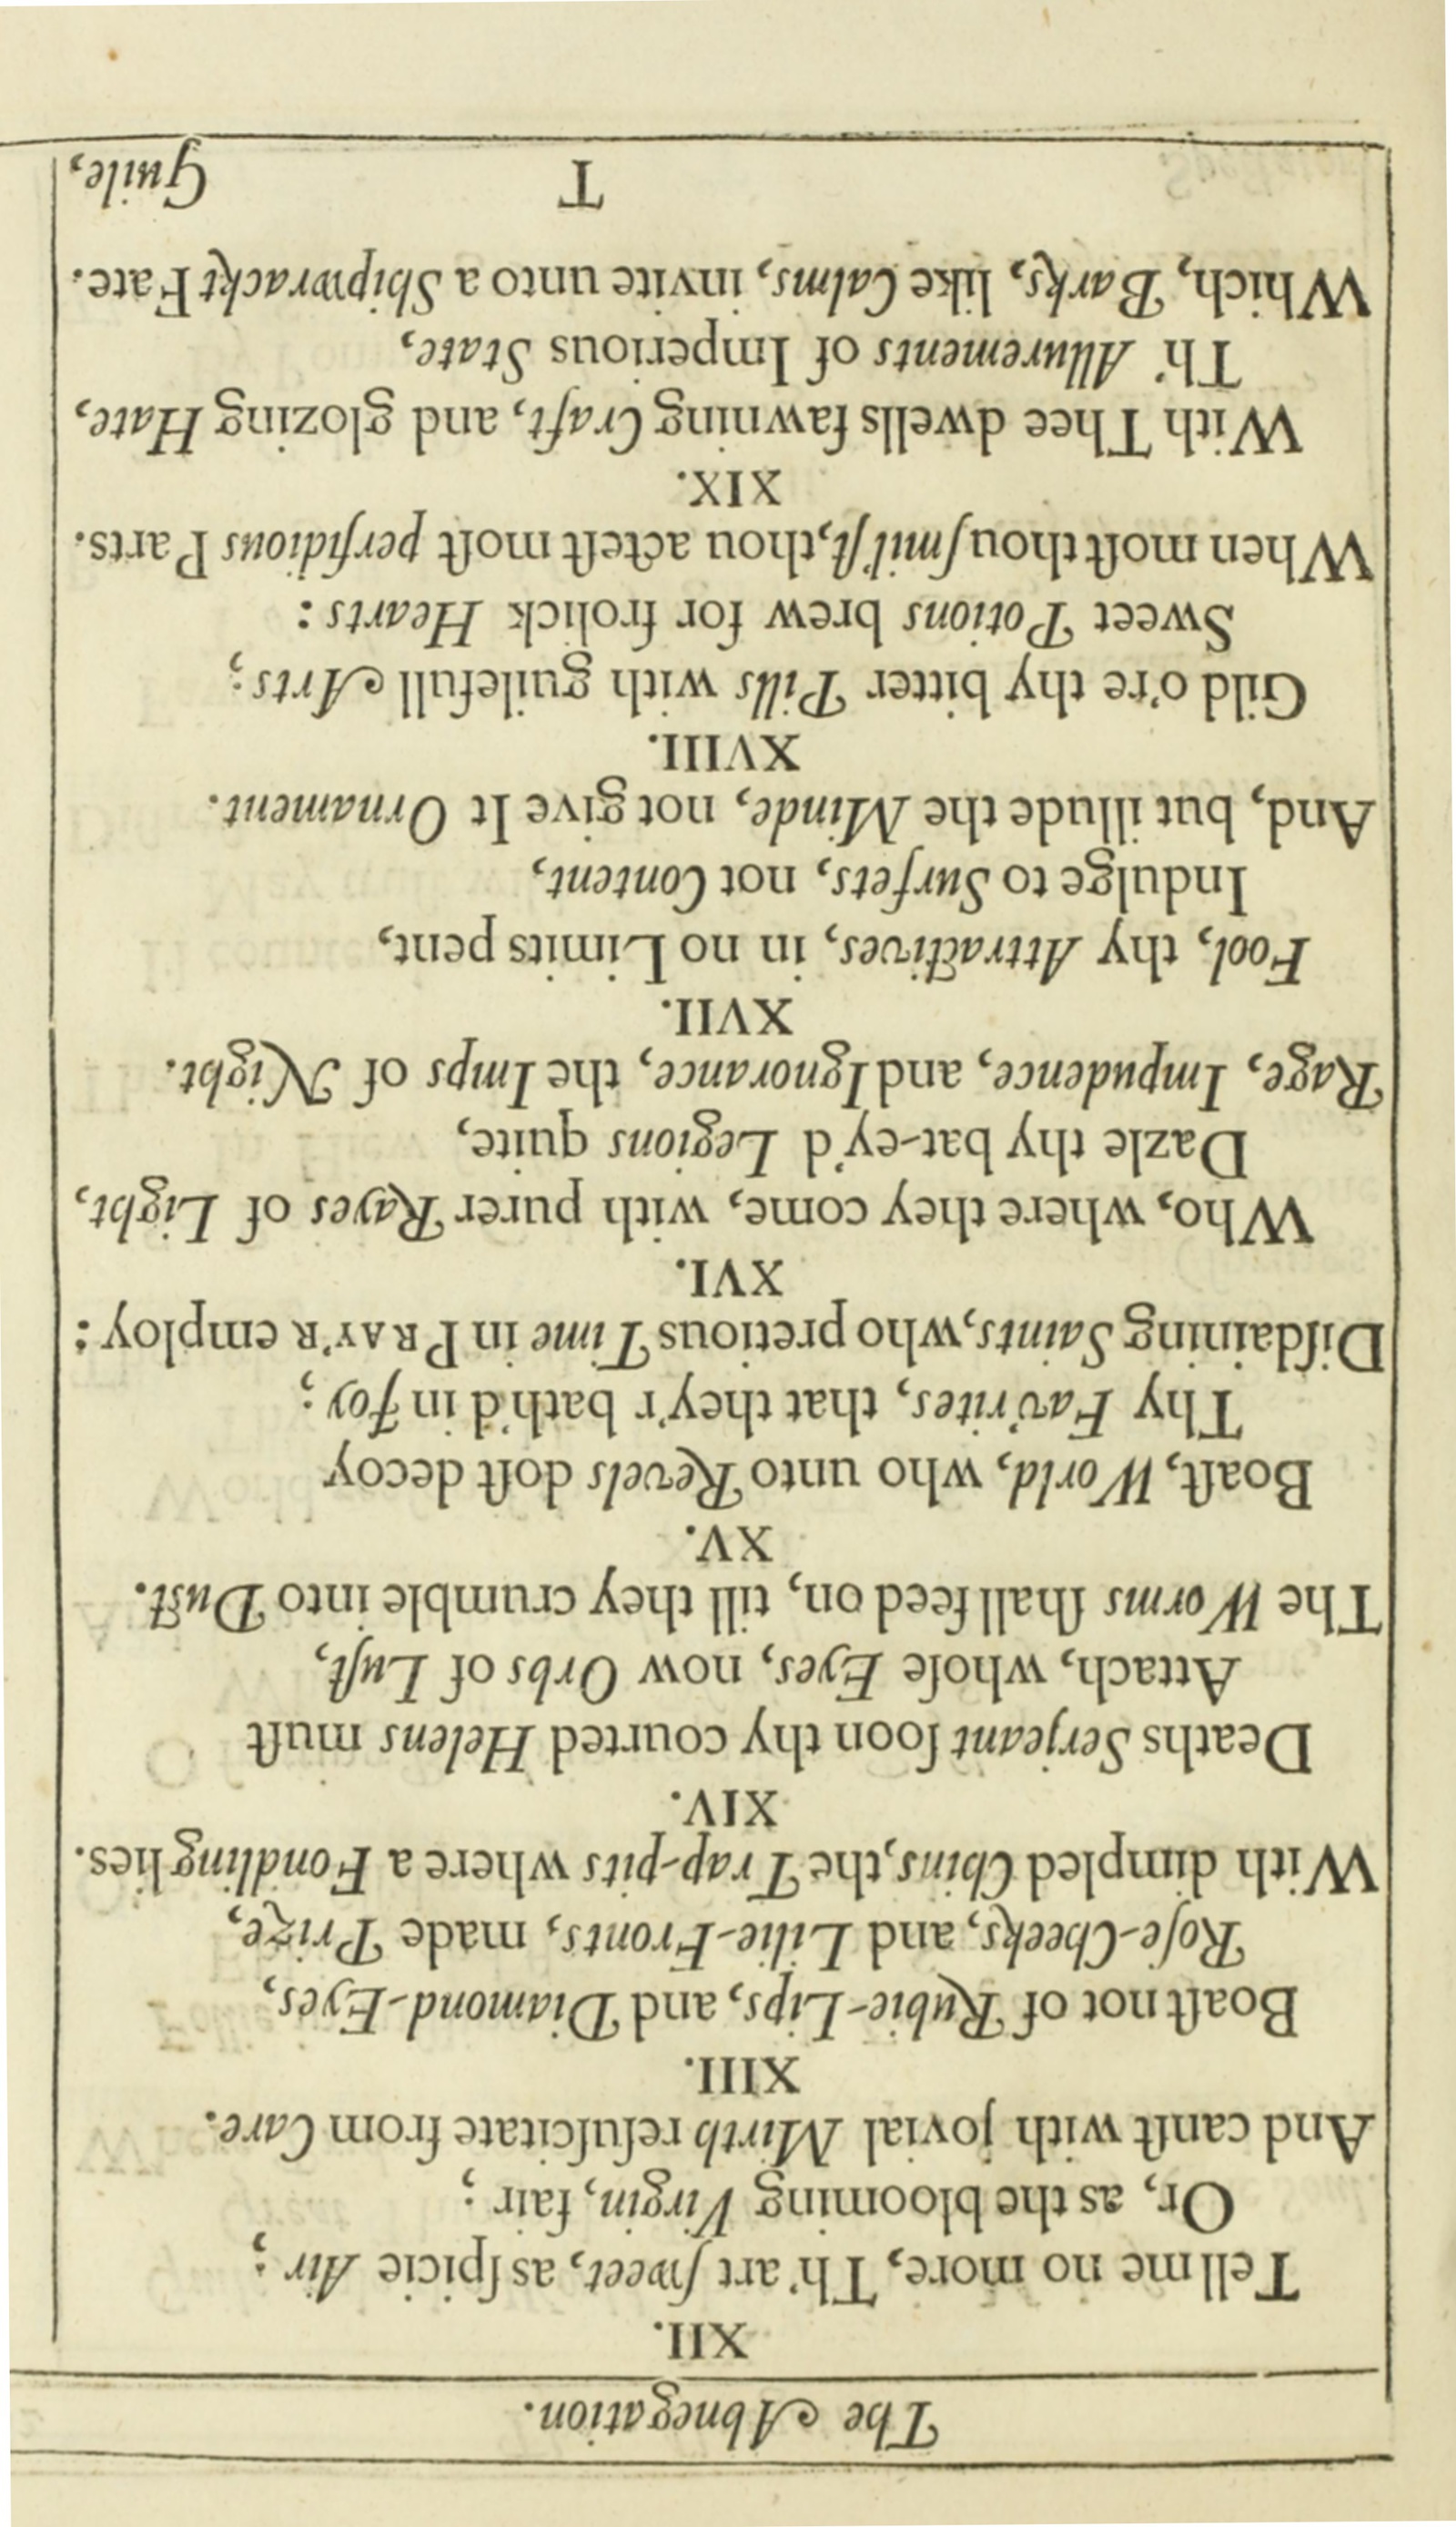 The Abnegation.
XII.
Tell me no more, Th'art ſweet, as ſpicie Air;
Or, as the blooming Virgin, fair;
And canſt with jovial Mirth reſuſcitate from Care.
XIII.
Boaſt not of Rubie-Lips, and Diamond-Eyes,
Roſe-Cheeks, and Lilie-Fronts, made Prize,
With dimpled Chins, the Trap-pits where a Fondling lies.
XIV.
Deaths Serjeant ſoon thy courted Helens muſt
Attach, whoſe Eyes, now Orbs of Luſt,
The Worms ſhall feed on, till they crumble into Duſt.
XV.
Boaſt, World, who unto Revels doſt decoy
Thy Fav'rites, that they'r bath'd in Joy;
Diſdaining Saints, who pretious Time in PRAY'R employ:
XVI.
Who, where they come, with purer Rayes of Light,
Dazle thy bat-ey'd Legions quite,
Rage, Impudence, and Ignorance, the Imps of Night.
XVII.
Fool, thy Attractives, in no Limits pent,
Indulge to Surfets, not Content,
And, but illude the Minde, not give It Ornament.
XVIII.
Gild o're thy bitter Pills with guilefull Arts;
Sweet Potions brew for frolick Hearts:
When moſt thou ſmil'ſt, thou acteſt moſt perfidious Parts.
XIX.
With Thee dwells fawning Craft, and glozing Hate,
Th' Allurements of Imperious State,
Which, Barks, like Calms, invite unto a Shipwrackt Fate.
T Guile,